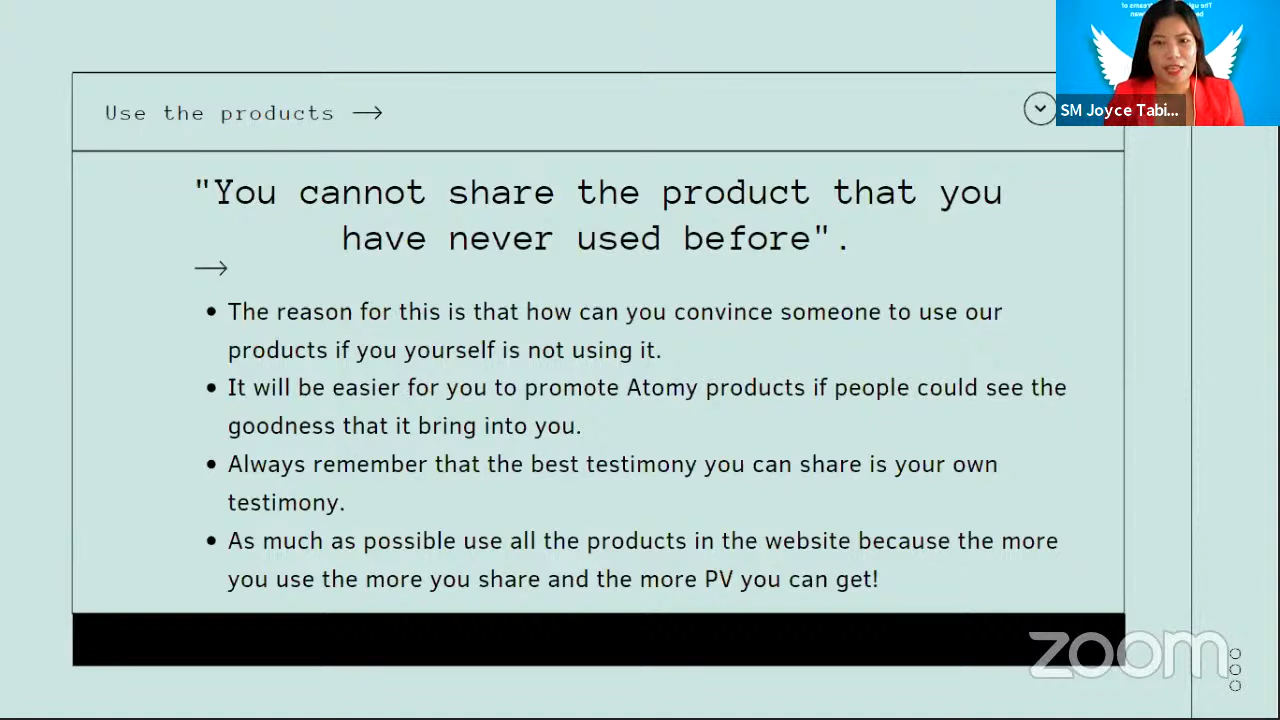 Use the products →
SM Joyce Tabi...
"You cannot share the product that you
have never used before".
→
• The reason for this is that how can you convince someone to use our
products if you yourself is not using it.
• It will be easier for you to promote Atomy products if people could see the
goodness that it bring into you.
• Always remember that the best testimony you can share is your own
testimony.
• As much as possible use all the products in the website because the more
you use the more you share and the more PV you can get!
zoom